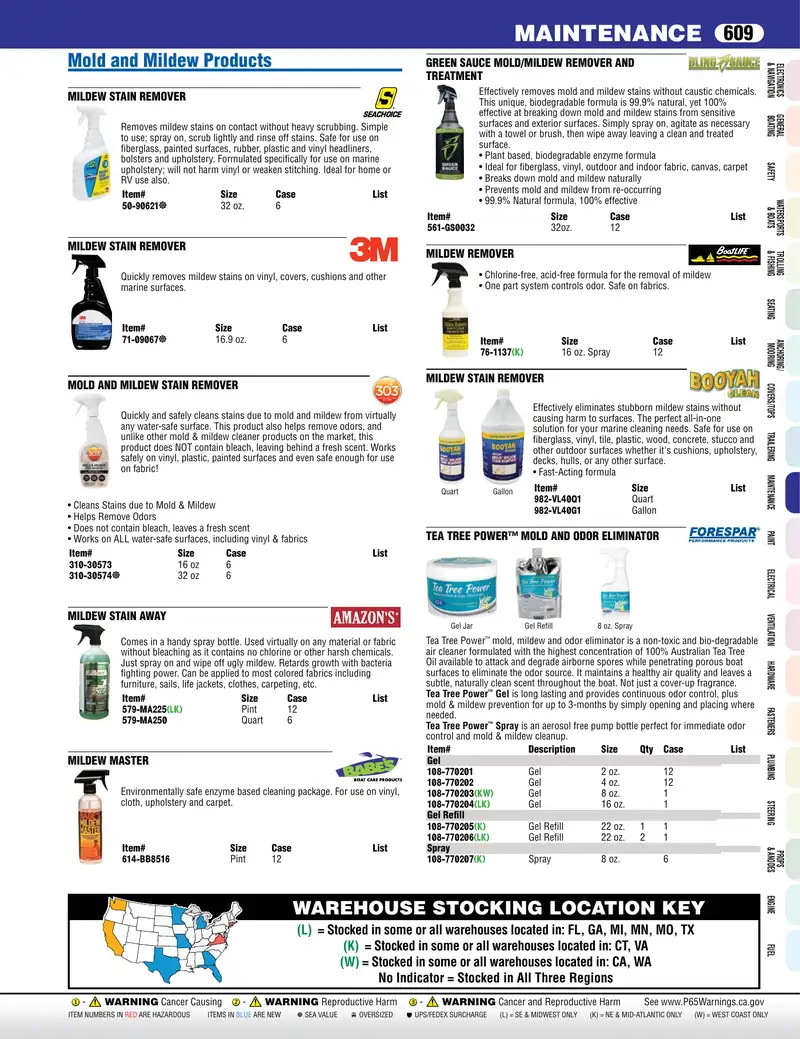 MAINTENANCE 609
Mold and Mildew Products
MILDEW STAIN REMOVER
S
SEACHOICE
Removes mildew stains on contact without heavy scrubbing. Simple
to use; spray on, scrub lightly and rinse off stains. Safe for use on
fiberglass, painted surfaces, rubber, plastic and vinyl headliners,
bolsters and upholstery. Formulated specifically for use on marine
upholstery; will not harm vinyl or weaken stitching. Ideal for home or
RV use also.
Item# Size Case List
50-90621 32 oz. 6
MILDEW STAIN REMOVER
3M
Quickly removes mildew stains on vinyl, covers, cushions and other
marine surfaces.
Item# Size Case List
71-09067 16.9 oz. 6
MOLD AND MILDEW STAIN REMOVER
303
Quickly and safely cleans stains due to mold and mildew from virtually
any water-safe surface. This product also helps remove odors, and
unlike other mold & mildew cleaner products on the market, this
product does NOT contain bleach, leaving behind a fresh scent. Works
safely on vinyl, plastic, painted surfaces and even safe enough for use
on fabric!
• Cleans Stains due to Mold & Mildew
• Helps Remove Odors
• Does not contain bleach, leaves a fresh scent
• Works on ALL water-safe surfaces, including vinyl & fabrics
Item# Size Case List
310-30573 16 oz 6
310-30574 32 oz 6
MILDEW STAIN AWAY
AMAZON'S
Comes in a handy spray bottle. Used virtually on any material or fabric
without bleaching as it contains no chlorine or other harsh chemicals.
Just spray on and wipe off ugly mildew. Retards growth with bacteria
fighting power. Can be applied to most colored fabrics including
furniture, sails, life jackets, clothes, carpeting, etc.
Item# Size Case List
579-MA225(LK) Pint 12
579-MA250 Quart 6
MILDEW MASTER
BABE'S
BOAT CARE PRODUCTS
Environmentally safe enzyme based cleaning package. For use on vinyl,
cloth, upholstery and carpet.
Item# Size Case List
614-BB8516 Pint 12
GREEN SAUCE MOLD/MILDEW REMOVER AND
TREATMENT
BLING SAUCE
Effectively removes mold and mildew stains without caustic chemicals.
This unique, biodegradable formula is 99.9% natural, yet 100%
effective at breaking down mold and mildew stains from sensitive
surfaces and exterior surfaces. Simply spray on, agitate as necessary
with a towel or brush, then wipe away leaving a clean and treated
surface.
• Plant based, biodegradable enzyme formula
• Ideal for fiberglass, vinyl, outdoor and indoor fabric, canvas, carpet
• Breaks down mold and mildew naturally
• Prevents mold and mildew from re-occurring
• 99.9% Natural formula, 100% effective
Item# Size Case List
561-GS0032 32oz. 12
MILDEW REMOVER
BOATLIFE
• Chlorine-free, acid-free formula for the removal of mildew
• One part system controls odor. Safe on fabrics.
Item# Size Case List
76-1137(K) 16 oz. Spray 12
MILDEW STAIN REMOVER
BOOYAH
CLEAN
Effectively eliminates stubborn mildew stains without
causing harm to surfaces. The perfect all-in-one
solution for your marine cleaning needs. Safe for use on
fiberglass, vinyl, tile, plastic, wood, concrete, stucco and
other outdoor surfaces whether it's cushions, upholstery,
decks, hulls, or any other surface.
• Fast-Acting formula
Quart Gallon
Item# Size List
982-VL40Q1 Quart
982-VL40G1 Gallon
TEA TREE POWER™ MOLD AND ODOR ELIMINATOR
FORESPAR®
PERFORMANCE PRODUCTS
Tea Tree Power
Gel Jar Gel Refill 8 oz. Spray
Tea Tree Power™ mold, mildew and odor eliminator is a non-toxic and bio-degradable
air cleaner formulated with the highest concentration of 100% Australian Tea Tree
Oil available to attack and degrade airborne spores while penetrating porous boat
surfaces to eliminate the odor source. It maintains a healthy air quality and leaves a
subtle, naturally clean scent throughout the boat. Not just a cover-up fragrance.
Tea Tree Power™ Gel is long lasting and provides continuous odor control, plus
mold & mildew prevention for up to 3-months by simply opening and placing where
needed.
Tea Tree Power™ Spray is an aerosol free pump bottle perfect for immediate odor
control and mold & mildew cleanup.
Item# Description Size Qty Case List
Gel
108-770201 Gel 2 oz. 12
108-770202 Gel 4 oz. 12
108-770203(KW) Gel 8 oz. 1
108-770204(LK) Gel 16 oz. 1
Gel Refill
108-770205(K) Gel Refill 22 oz. 1 1
108-770206(LK) Gel Refill 22 oz. 2 1
Spray
108-770207(K) Spray 8 oz. 6
ELECTRONICS
& NAVIGATION
GENERAL
BOATING
SAFETY
WATERSPORTS
& BOATS
TROLLING
& FISHING
SEATING
ANCHORING/
MOORING
COVERS/TOPS
TRAILERING
MAINTENANCE
PAINT
ELECTRICAL
VENTILATION
HARDWARE
FASTENERS
PLUMBING
STEERING
PROPS
& ANODES
ENGINE
FUEL
WAREHOUSE STOCKING LOCATION KEY
(L) = Stocked in some or all warehouses located in: FL, GA, MI, MN, MO, TX
(K) = Stocked in some or all warehouses located in: CT, VA
(W) = Stocked in some or all warehouses located in: CA, WA
No Indicator = Stocked in All Three Regions
1 - WARNING Cancer Causing 2 - WARNING Reproductive Harm 3 - WARNING Cancer and Reproductive Harm See www.P65Warnings.ca.gov
ITEM NUMBERS IN RED ARE HAZARDOUS ITEMS IN BLUE ARE NEW SEA VALUE OVERSIZED UPS/FEDEX SURCHARGE (L) = SE & MIDWEST ONLY (K) = NE & MID-ATLANTIC ONLY (W) = WEST COAST ONLY